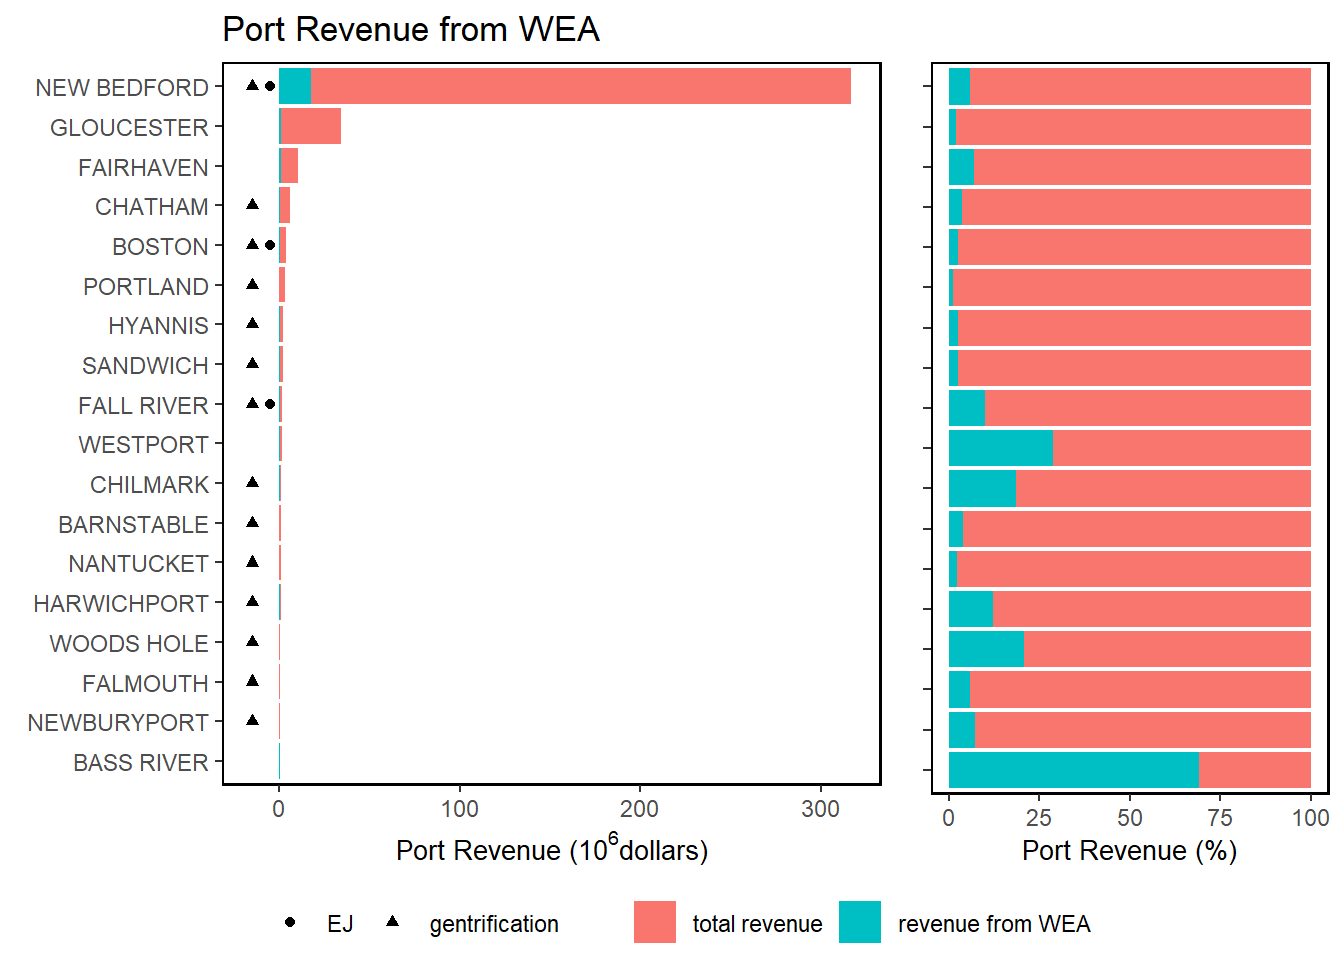 Port Revenue from WEA
NEW BEDFORD
GLOUCESTER
FAIRHAVEN
CHATHAM
BOSTON
PORTLAND
HYANNIS
SANDWICH
FALL RIVER
WESTPORT
CHILMARK
BARNSTABLE
NANTUCKET
HARWICHPORT
WOODS HOLE
FALMOUTH
NEWBURYPORT
BASS RIVER
0 100 200 300
Port Revenue (10⁶dollars)
0 25 50 75 100
Port Revenue (%)
EJ gentrification total revenue revenue from WEA